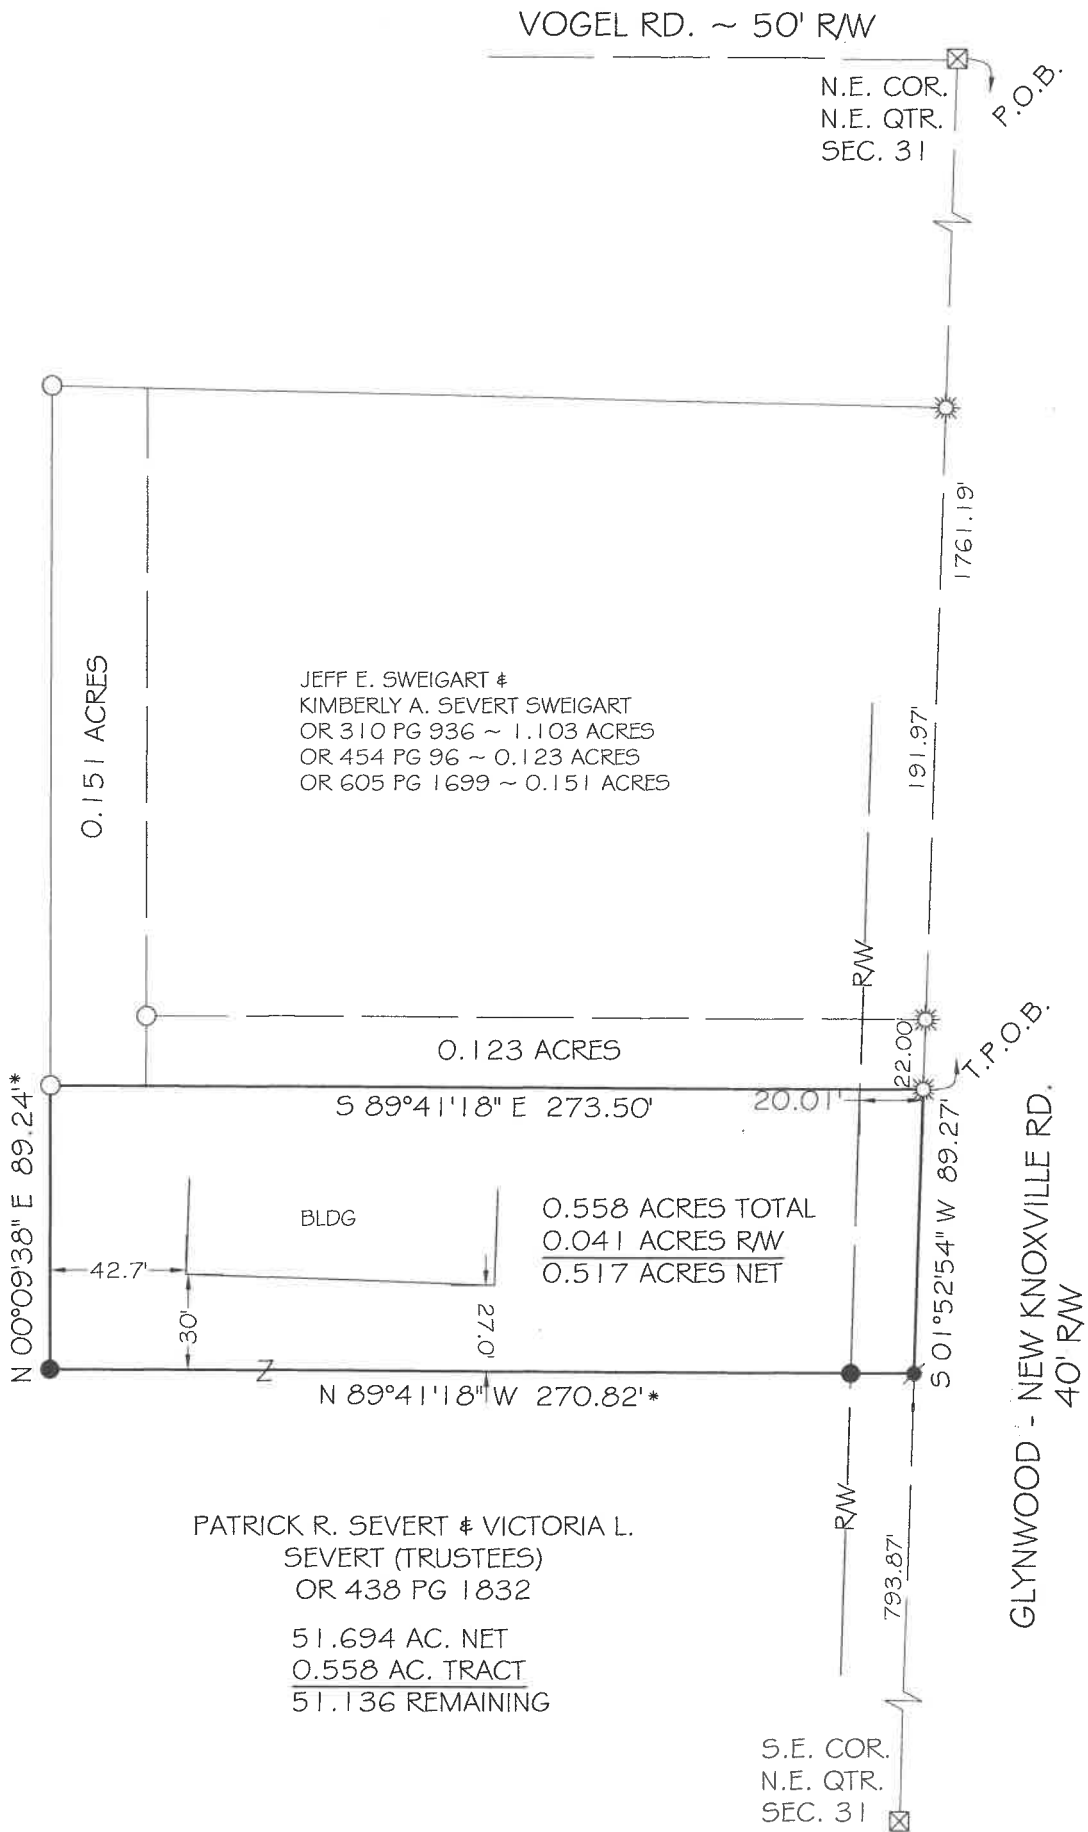 VOGEL RD. ~ 50' R/W
N.E. COR.
N.E. QTR.
SEC. 31
P.O.B.
1761.19'
191.97'
0.151 ACRES
JEFF E. SWEIGART &
KIMBERLY A. SEVERT SWEIGART
OR 310 PG 936 ~ 1.103 ACRES
OR 454 PG 96 ~ 0.123 ACRES
OR 605 PG 1699 ~ 0.151 ACRES
R/W
0.123 ACRES
22.00'
T.P.O.B.
S 89°41'18" E 273.50'
20.01'
N 00°09'38" E 89.24'*
S 01°52'54" W 89.27'
BLDG
0.558 ACRES TOTAL
0.041 ACRES R/W
0.517 ACRES NET
42.7'
30'
27.0'
Z
N 89°41'18" W 270.82'*
GLYNWOOD - NEW KNOXVILLE RD.
40' R/W
R/W
793.87'
PATRICK R. SEVERT & VICTORIA L.
SEVERT (TRUSTEES)
OR 438 PG 1832
51.694 AC. NET
0.558 AC. TRACT
51.136 REMAINING
S.E. COR.
N.E. QTR.
SEC. 31